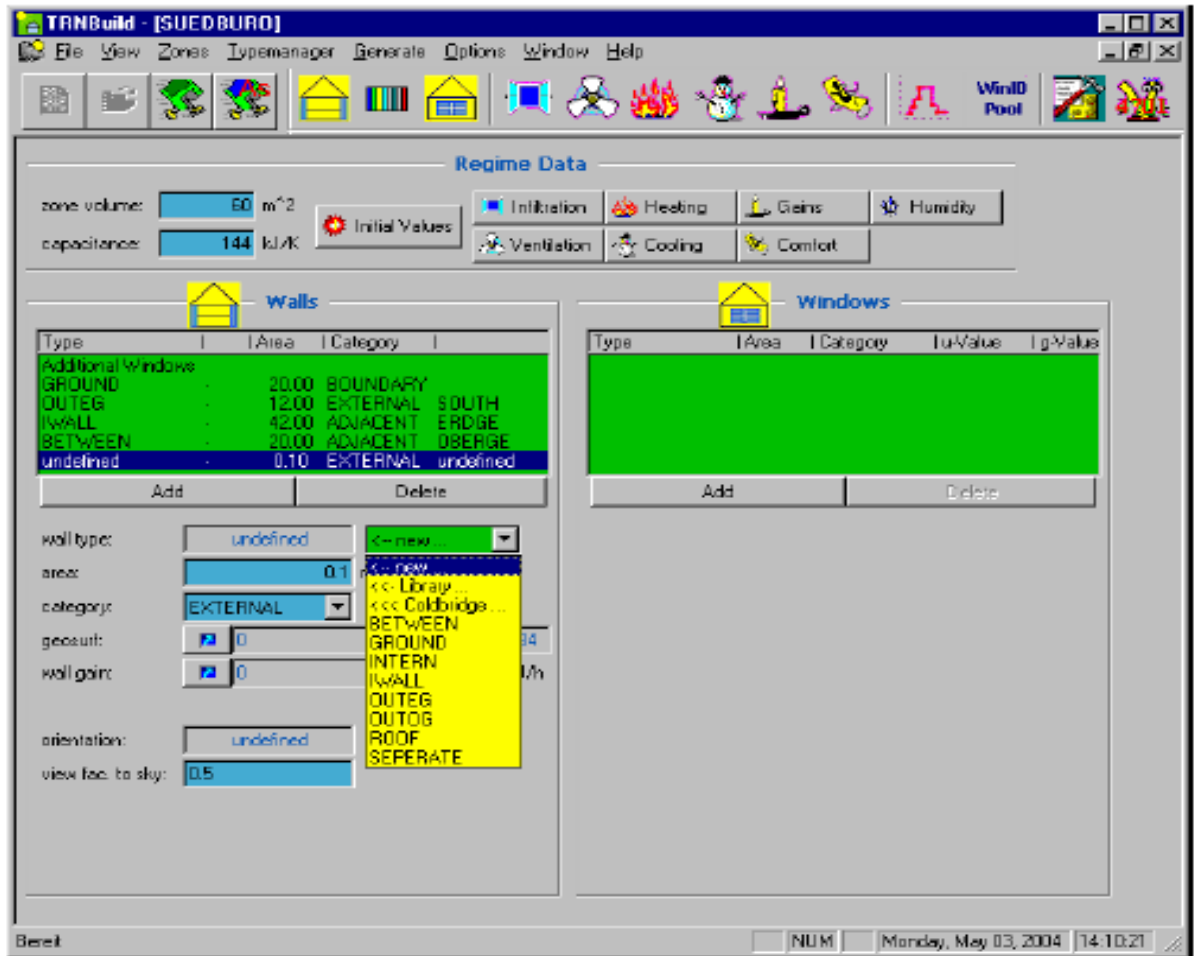 TRNBuild - [SUEDBURO]
File View Zones Typemanager Generate Options Window Help
WinID
Pool
Regime Data
zone volume: 60 m^2
Initial Values
Infiltration Heating Gains Humidity
capacitance: 144 kJ/K
Ventilation Cooling Comfort
Walls
Type | | Area | Category |
Additional Windows
GROUND - 20.00 BOUNDARY
OUTEG - 12.00 EXTERNAL SOUTH
IWALL - 42.00 ADJACENT ERDGE
BETWEEN - 20.00 ADJACENT OBERGE
undefined - 0.10 EXTERNAL undefined
Add Delete
wall type: undefined <-- new ...
area: 0.1
category: EXTERNAL
geosurf: 0
wall gain: 0
orientation: undefined
view fac. to sky: 0.5
<-- new ...
<<- Library ...
<<< Coldbridge ...
BETWEEN
GROUND
INTERN
IWALL
OUTEG
OUTOG
ROOF
SEPERATE
/h
Windows
Type | Area | Category | u-Value | g-Value
Add Delete
Bereit
NUM Monday, May 03, 2004 14:10:21